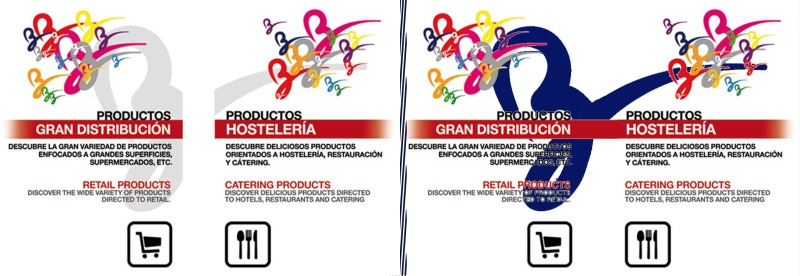 PRODUCTOS
GRAN DISTRIBUCIÓN
DESCUBRE LA GRAN VARIEDAD DE PRODUCTOS
ENFOCADOS A GRANDES SUPERFICIES,
SUPERMERCADOS, ETC.
RETAIL PRODUCTS
DISCOVER THE WIDE VARIETY OF PRODUCTS
DIRECTED TO RETAIL.
PRODUCTOS
HOSTELERÍA
DESCUBRE DELICIOSOS PRODUCTOS
ORIENTADOS A HOSTELERÍA, RESTAURACIÓN
Y CÁTERING.
CATERING PRODUCTS
DISCOVER DELICIOUS PRODUCTS DIRECTED
TO HOTELS, RESTAURANTS AND CATERING
PRODUCTOS
GRAN DISTRIBUCIÓN
DESCUBRE LA GRAN VARIEDAD DE PRODUCTOS
ENFOCADOS A GRANDES SUPERFICIES,
SUPERMERCADOS, ETC.
RETAIL PRODUCTS
DISCOVER THE WIDE VARIETY OF PRODUCTS
DIRECTED TO RETAIL.
PRODUCTOS
HOSTELERÍA
DESCUBRE DELICIOSOS PRODUCTOS
ORIENTADOS A HOSTELERÍA, RESTAURACIÓN
Y CÁTERING.
CATERING PRODUCTS
DISCOVER DELICIOUS PRODUCTS DIRECTED
TO HOTELS, RESTAURANTS AND CATERING